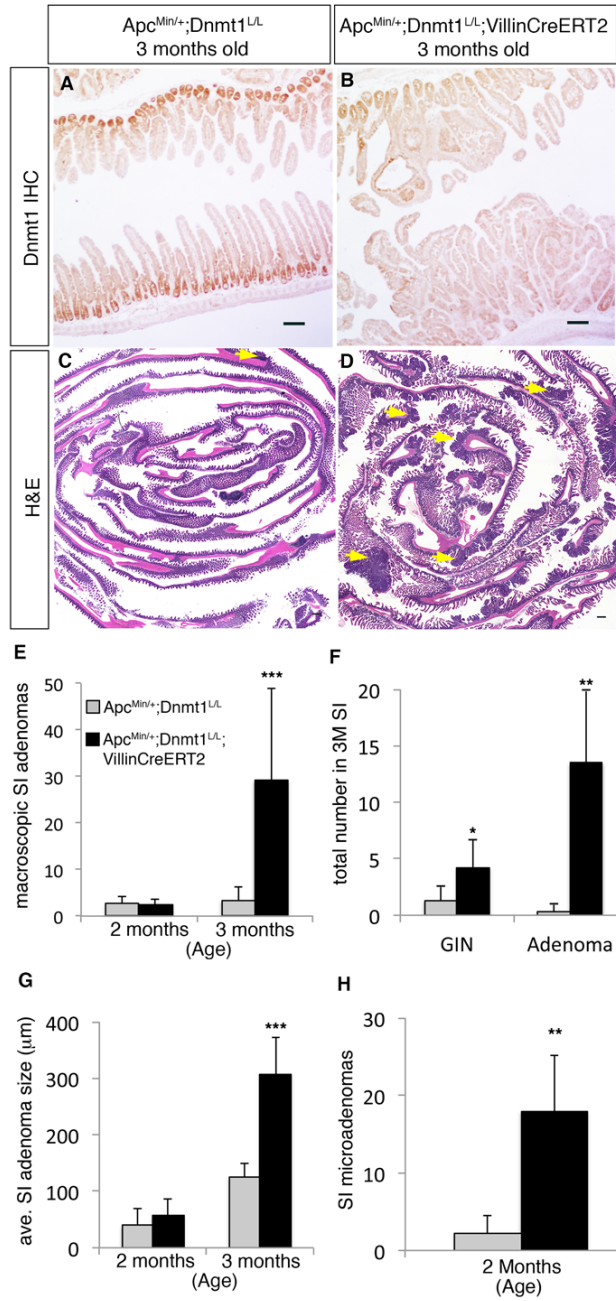 Apc^Min/+;Dnmt1^L/L
3 months old
Apc^Min/+;Dnmt1^L/L;VillinCreERT2
3 months old
Dnmt1 IHC
A
B
H&E
C
D
E
macroscopic SI adenomas
50
40
30
20
10
0
***
Apc^Min/+;Dnmt1^L/L
Apc^Min/+;Dnmt1^L/L;
VillinCreERT2
2 months
3 months
(Age)
F
total number in 3M SI
20
15
10
5
0
*
**
GIN
Adenoma
G
ave. SI adenoma size (μm)
400
300
200
100
0
***
2 months
3 months
(Age)
H
SI microadenomas
30
20
10
0
**
2 Months
(Age)